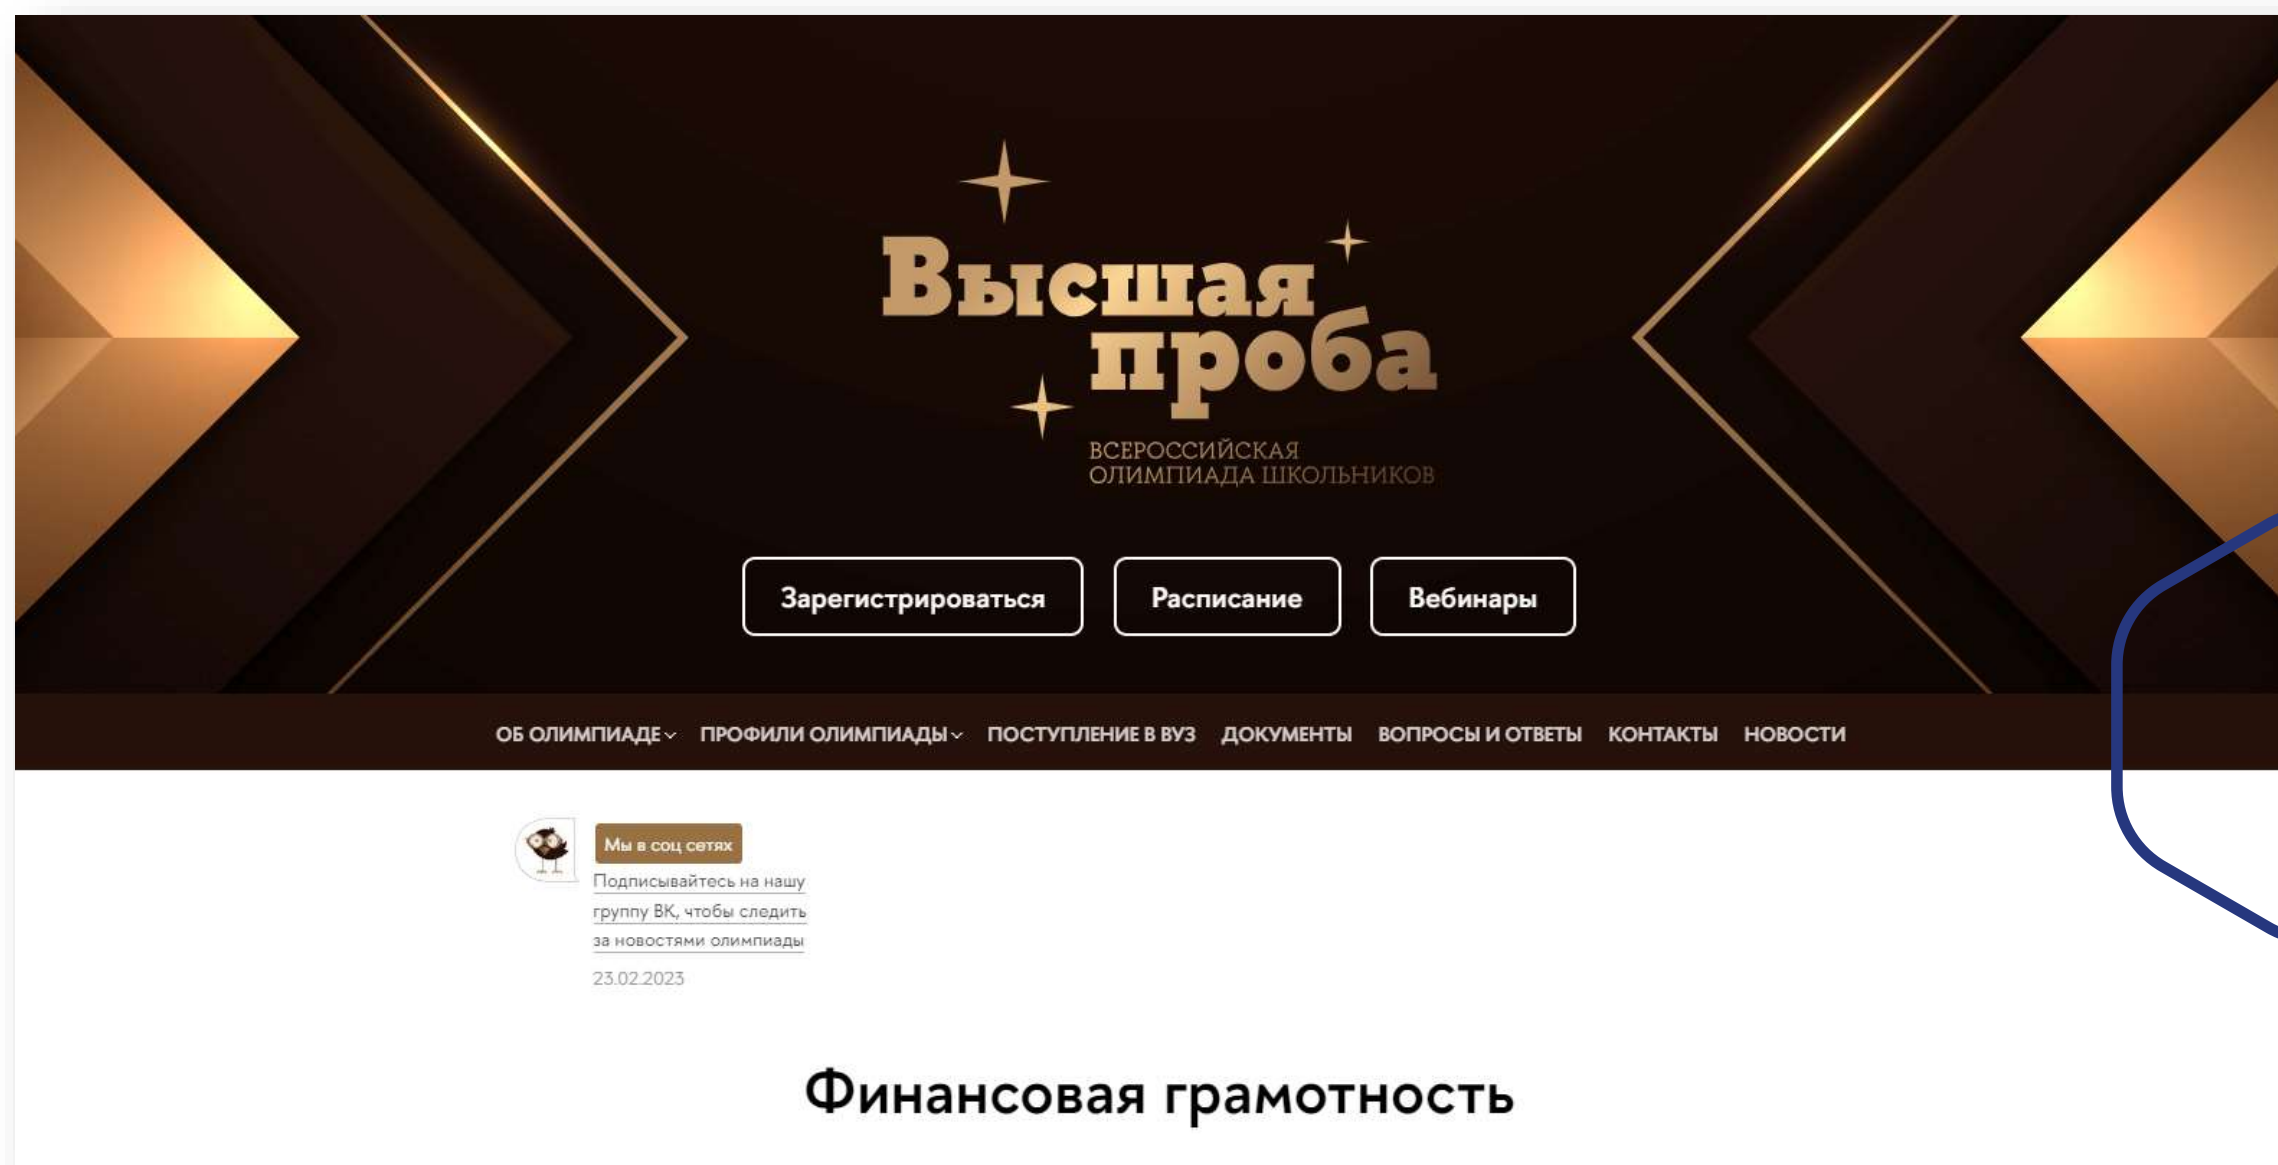 Высшая
проба
ВСЕРОССИЙСКАЯ
ОЛИМПИАДА ШКОЛЬНИКОВ
Зарегистрироваться Расписание Вебинары
ОБ ОЛИМПИАДЕ ПРОФИЛИ ОЛИМПИАДЫ ПОСТУПЛЕНИЕ В ВУЗ ДОКУМЕНТЫ ВОПРОСЫ И ОТВЕТЫ КОНТАКТЫ НОВОСТИ
Мы в соц сетях
Подписывайтесь на нашу
группу ВК, чтобы следить
за новостями олимпиады
23.02.2023
Финансовая грамотность